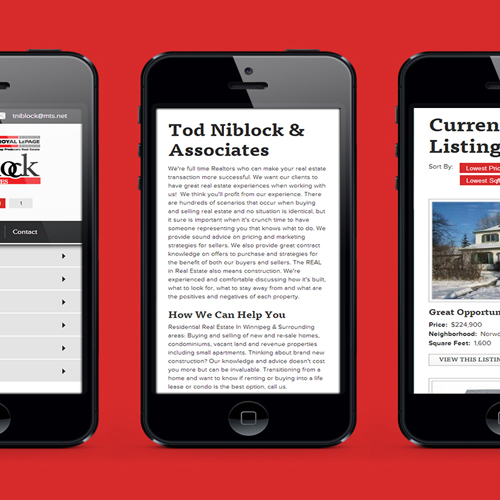 tniblock@mts.net
ROYAL LePAGE
Top Producers Real Estate
ock
ES
1
Contact
Tod Niblock &
Associates
We're full time Realtors who can make your real estate
transaction more successful. We want our clients to
have great real estate experiences when working with
us! We think you'll profit from our experience. There
are hundreds of scenarios that occur when buying
and selling real estate and no situation is identical, but
it sure is important when it's crunch time to have
someone representing you that knows what to do. We
provide sound advice on pricing and marketing
strategies for sellers. We also provide great contract
knowledge on offers to purchase and strategies for
the benefit of both our buyers and sellers. The REAL
in Real Estate also means construction. We're
experienced and comfortable discussing how it's built,
what to look for, what to stay away from and what are
the positives and negatives of each property.
How We Can Help You
Residential Real Estate In Winnipeg & Surrounding
areas: Buying and selling of new and re-sale homes,
condominiums, vacant land and revenue properties
including small apartments. Thinking about brand new
construction? Our knowledge and advice doesn't cost
you more but can be invaluable. Transitioning from a
home and want to know if renting or buying into a life
lease or condo is the best option, call us.
Curren
Listing
Sort By: Lowest Pric
Lowest Sqf
Great Opportun
Price: $224,900
Neighborhood: Norwo
Square Feet: 1,600
VIEW THIS LISTIN